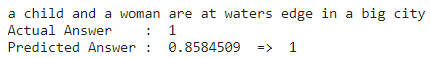 a child and a woman are at waters edge in a big city
Actual Answer    :  1
Predicted Answer :  0.8584509  =>  1